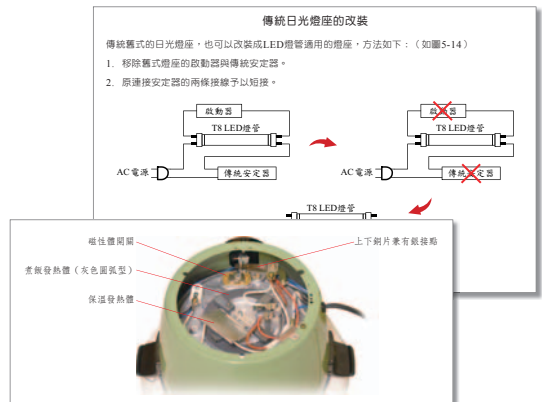 傳統日光燈座的改裝
傳統舊式的日光燈座，也可以改裝成LED燈管適用的燈座，方法如下：（如圖5-14）
1. 移除舊式燈座的啟動器與傳統安定器。
2. 原連接安定器的兩條接線予以短接。
啟動器
T8 LED燈管
AC電源
傳統安定器
啟動器
T8 LED燈管
AC電源
傳統安定器
T8 LED燈管
磁性體開關
上下銅片兼有銀接點
煮飯發熱體（灰色圓弧型）
保溫發熱體